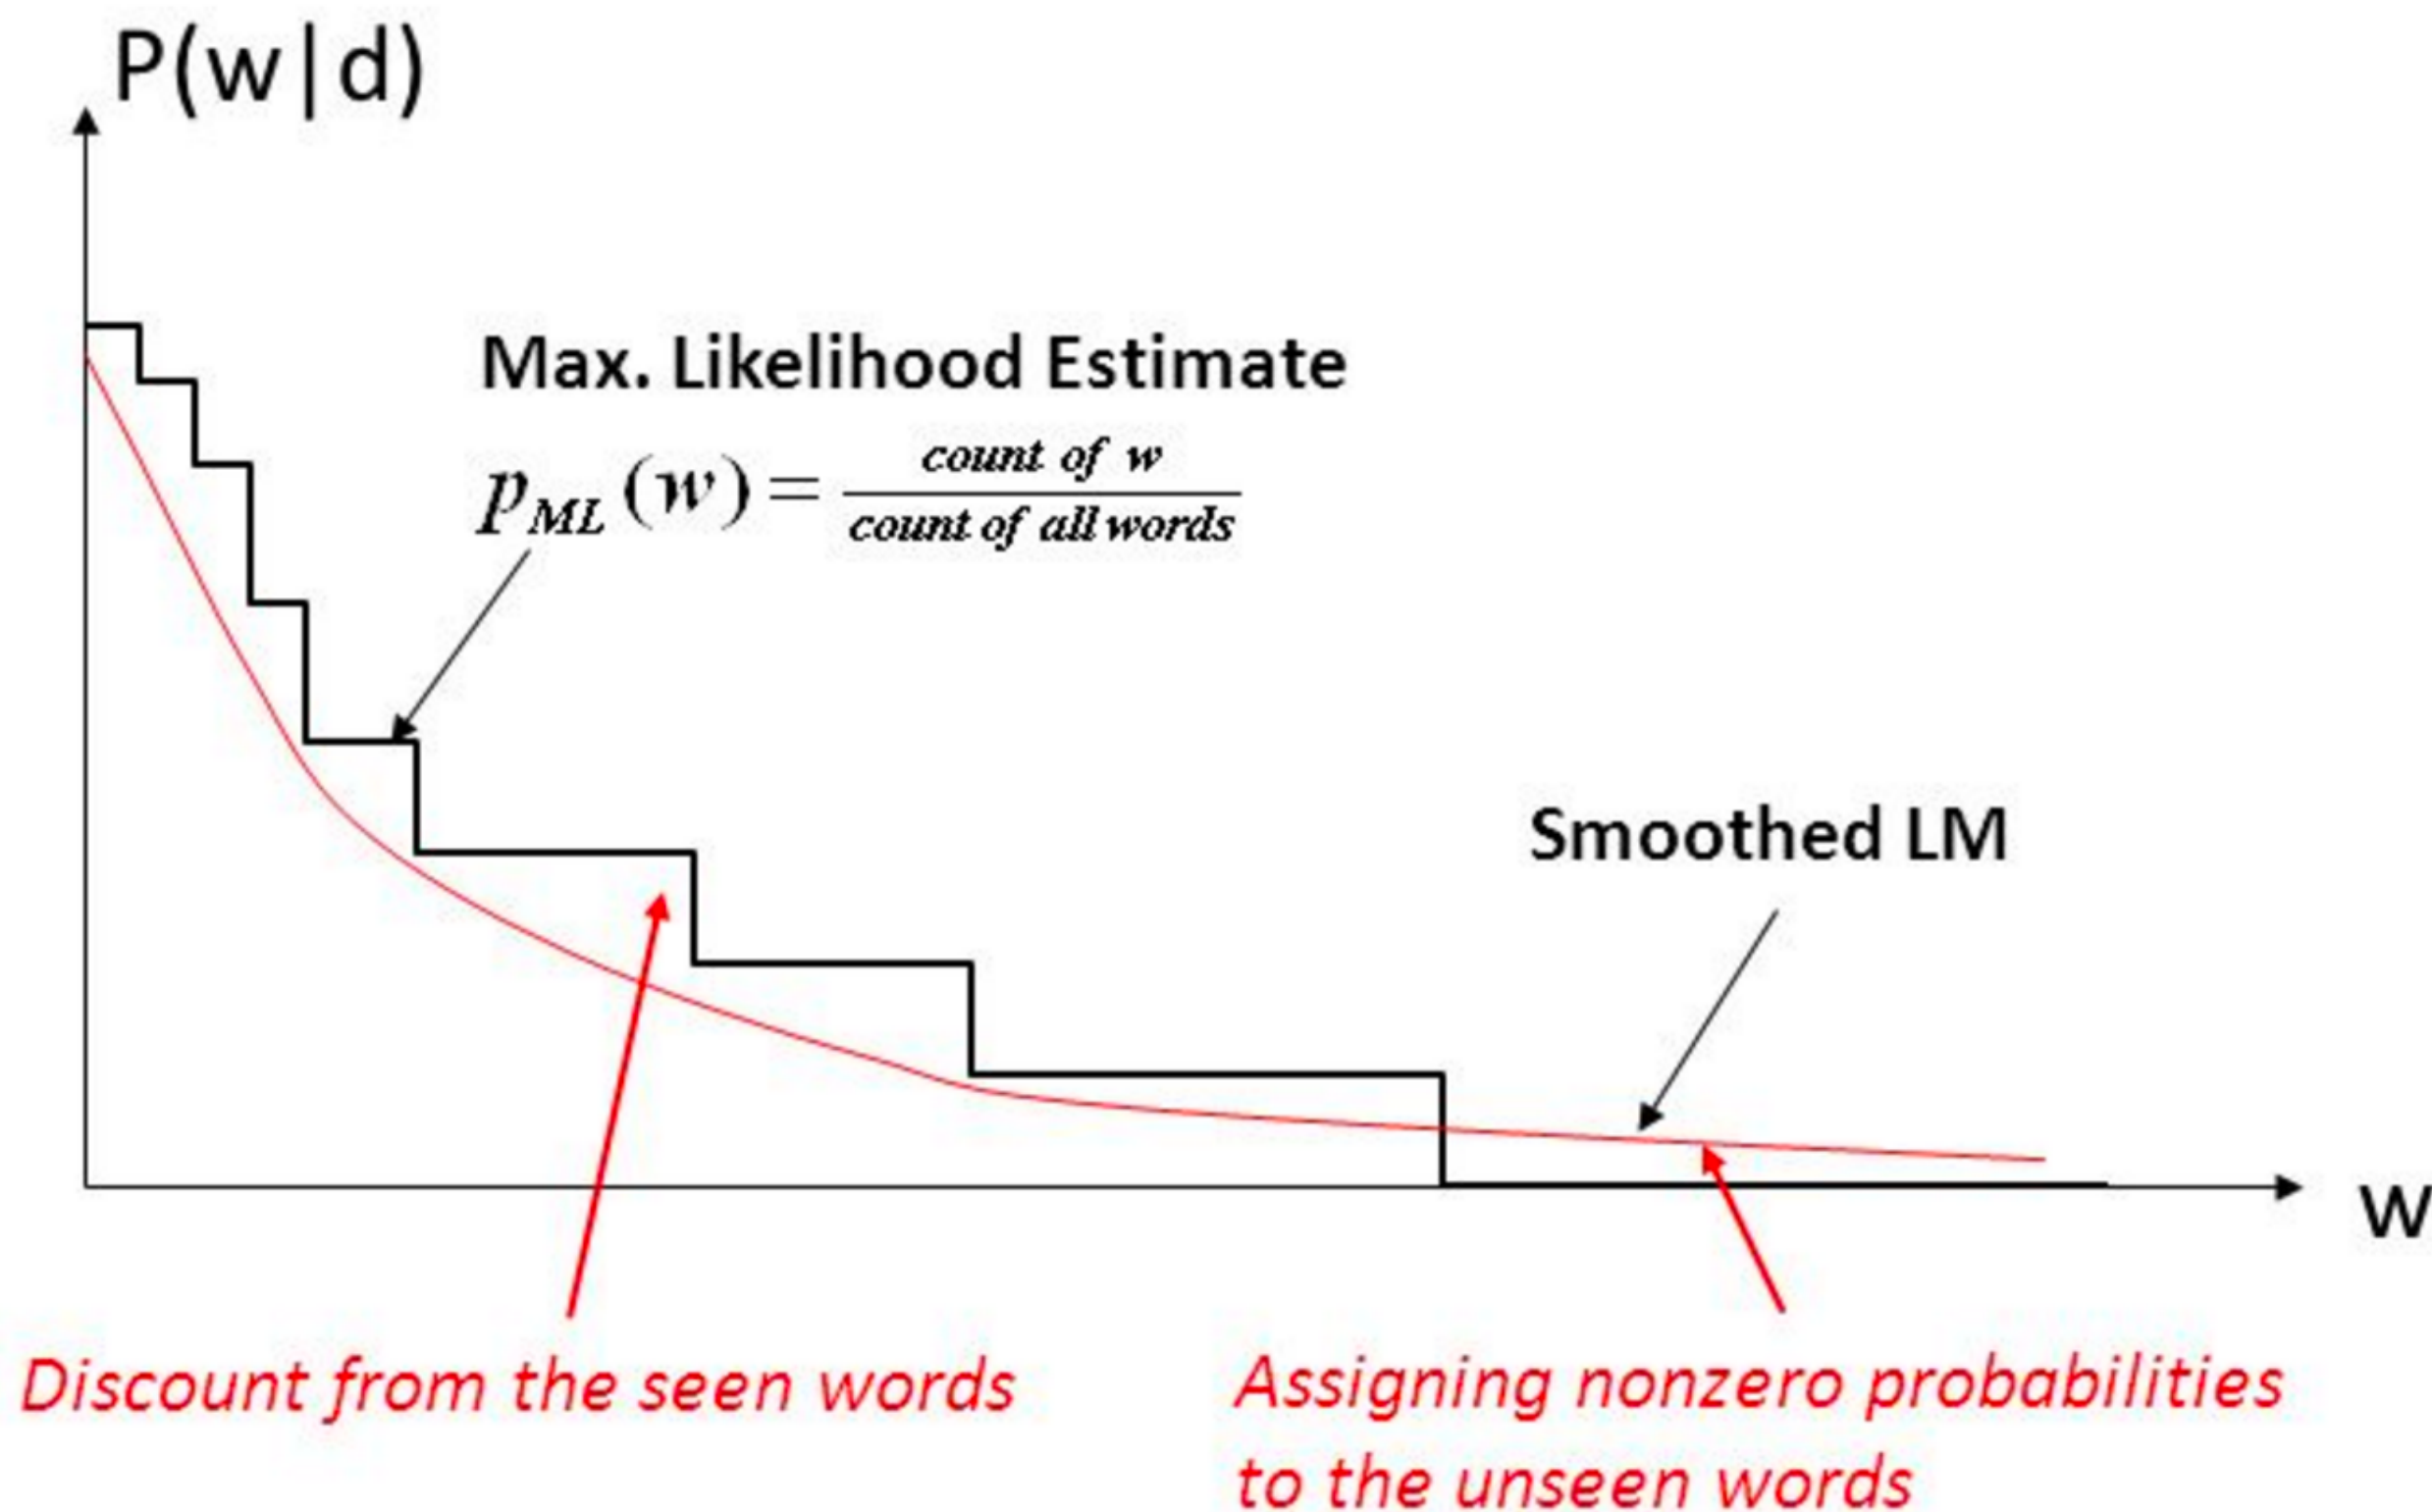 P(w|d)
Max. Likelihood Estimate
p_ML (w) = count of w / count of all words
Smoothed LM
w
Discount from the seen words
Assigning nonzero probabilities
to the unseen words